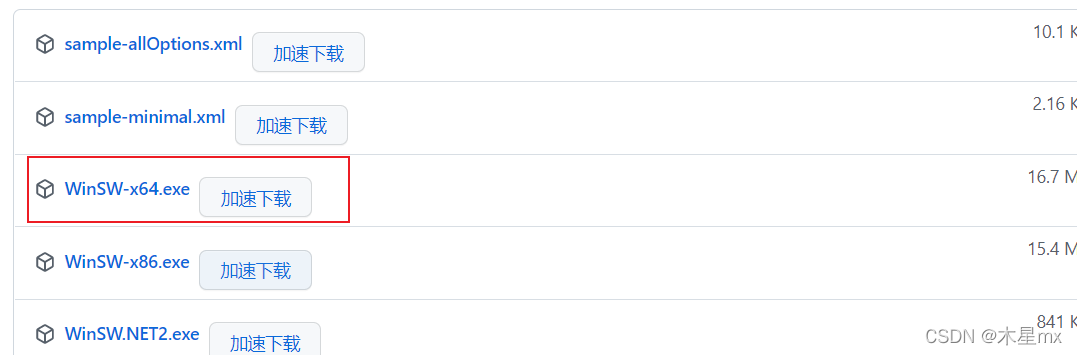 sample-allOptions.xml 加速下载 10.1 K
sample-minimal.xml 加速下载 2.16 K
WinSW-x64.exe 加速下载 16.7 M
WinSW-x86.exe 加速下载 15.4 M
WinSW.NET2.exe 加速下载 841 K
CSDN @木星mx